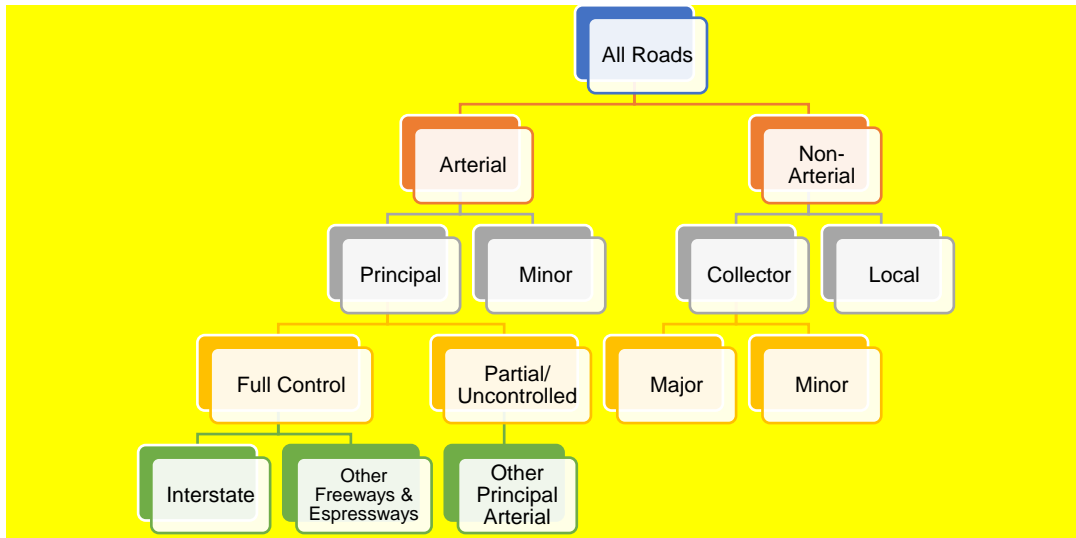 All Roads
Arterial
Non-
Arterial
Principal
Minor
Collector
Local
Full Control
Partial/
Uncontrolled
Major
Minor
Interstate
Other
Freeways &
Espressways
Other
Principal
Arterial